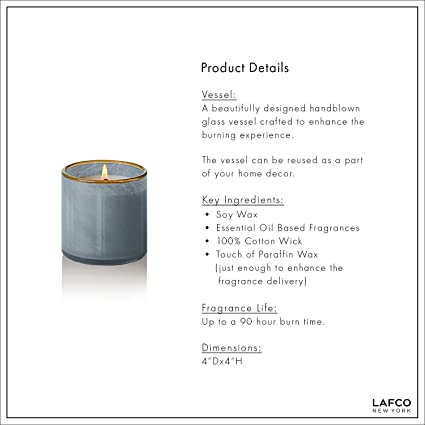 Product Details
Vessel:
A beautifully designed handblown
glass vessel crafted to enhance the
burning experience.
The vessel can be reused as a part
of your home decor.
Key Ingredients:
• Soy Wax
• Essential Oil Based Fragrances
• 100% Cotton Wick
• Touch of Paraffin Wax
(just enough to enhance the
fragrance delivery)
Fragrance Life:
Up to a 90 hour burn time.
Dimensions:
4”Dx4”H
LAFCO
NEW YORK